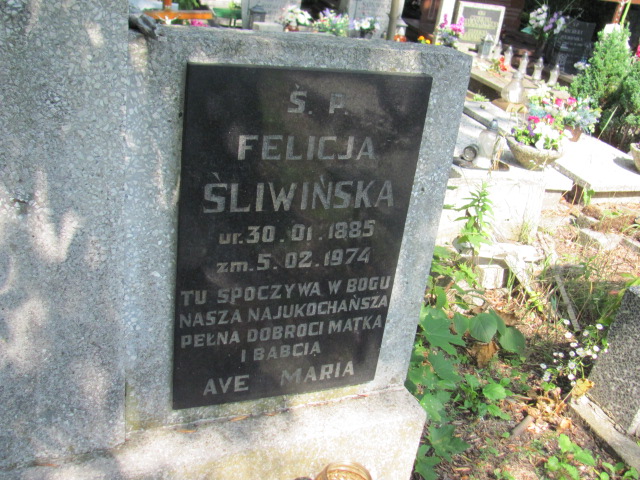 Ś. P.
FELICJA
ŚLIWIŃSKA
ur. 30. 01. 1885
zm. 5. 02. 1974
TU SPOCZYWA W BOGU
NASZA NAJUKOCHAŃSZA
PEŁNA DOBROCI MATKA
I BABCIA
AVE MARIA